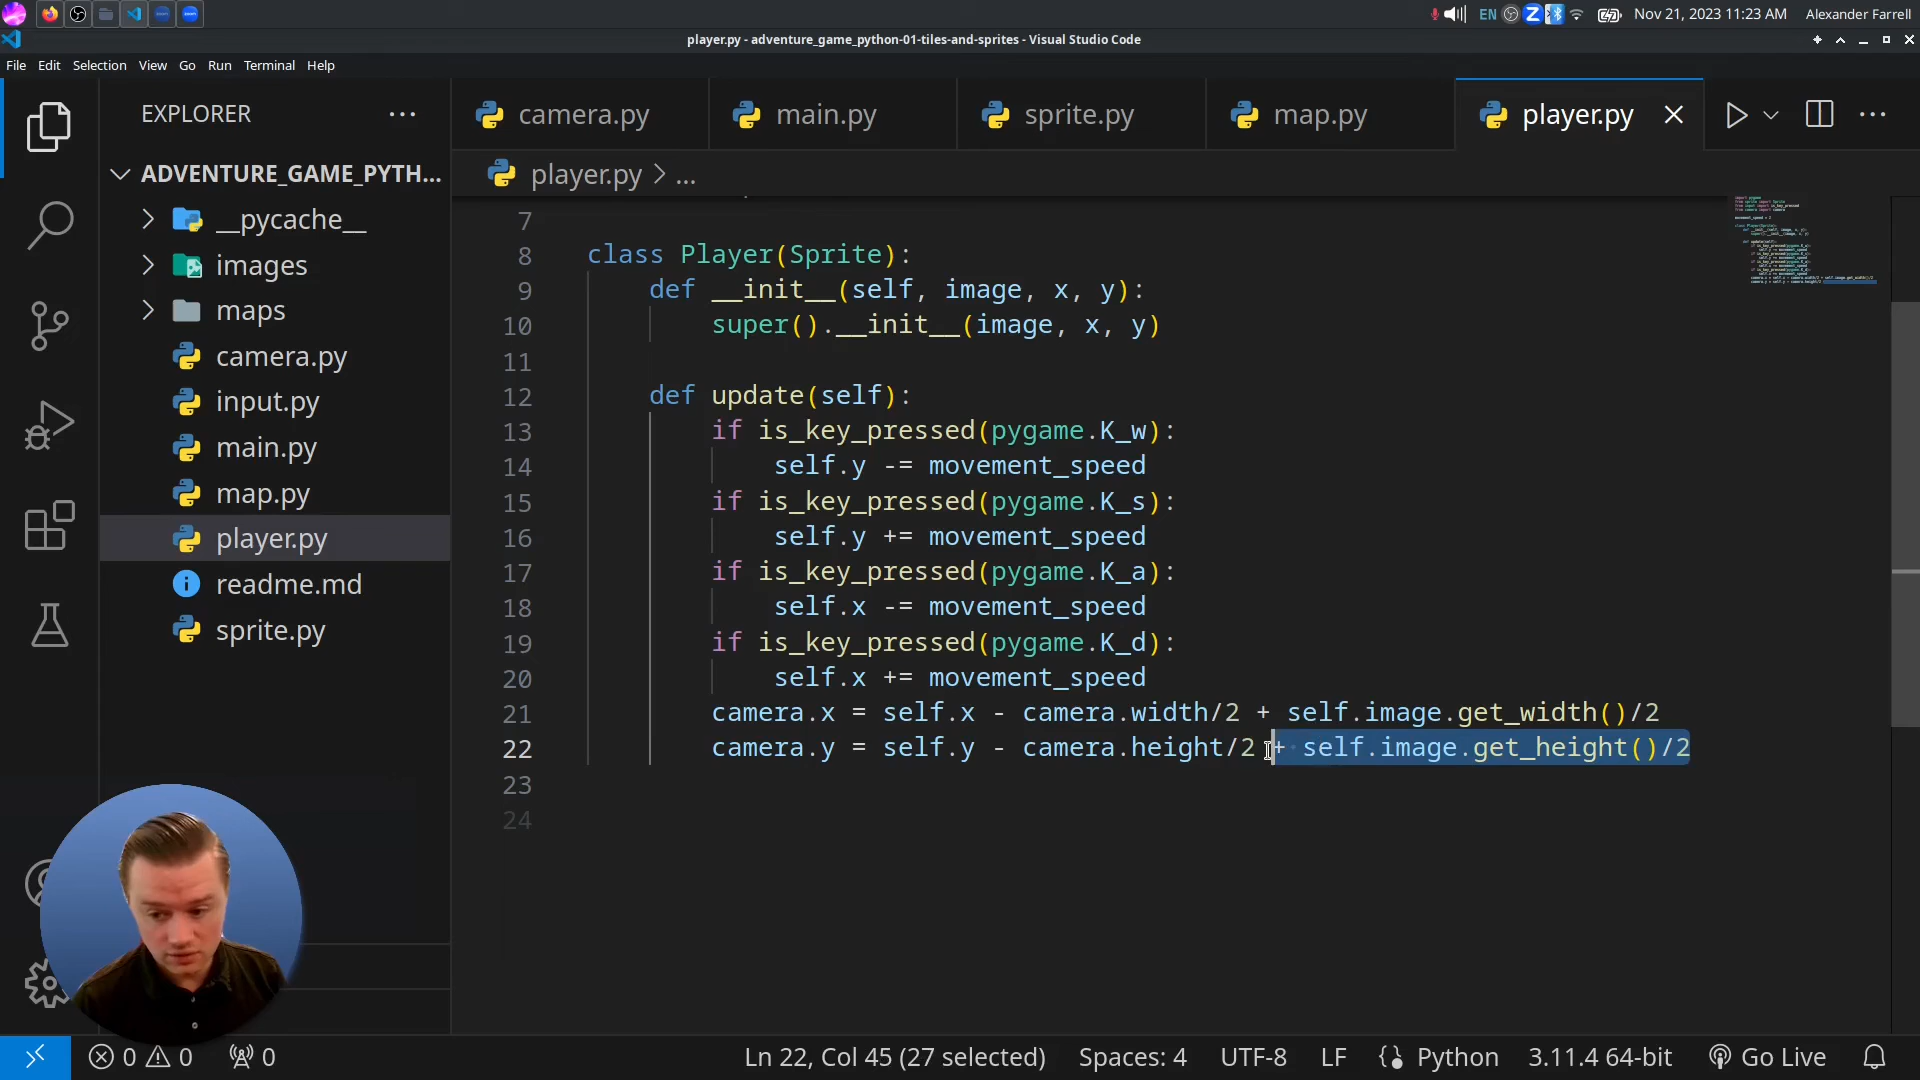 EN
Nov 21, 2023 11:23 AM
Alexander Farrell
player.py - adventure_game_python-01-tiles-and-sprites - Visual Studio Code
File Edit Selection View Go Run Terminal Help
EXPLORER
camera.py
main.py
sprite.py
map.py
player.py
player.py > ...
ADVENTURE_GAME_PYTH...
__pycache__
images
maps
camera.py
input.py
main.py
map.py
player.py
readme.md
sprite.py
7
8 class Player(Sprite):
9 def __init__(self, image, x, y):
10 super().__init__(image, x, y)
11
12 def update(self):
13 if is_key_pressed(pygame.K_w):
14 self.y -= movement_speed
15 if is_key_pressed(pygame.K_s):
16 self.y += movement_speed
17 if is_key_pressed(pygame.K_a):
18 self.x -= movement_speed
19 if is_key_pressed(pygame.K_d):
20 self.x += movement_speed
21 camera.x = self.x - camera.width/2 + self.image.get_width()/2
22 camera.y = self.y - camera.height/2 + self.image.get_height()/2
23
24
0 0 0
Ln 22, Col 45 (27 selected) Spaces: 4 UTF-8 LF Python 3.11.4 64-bit Go Live